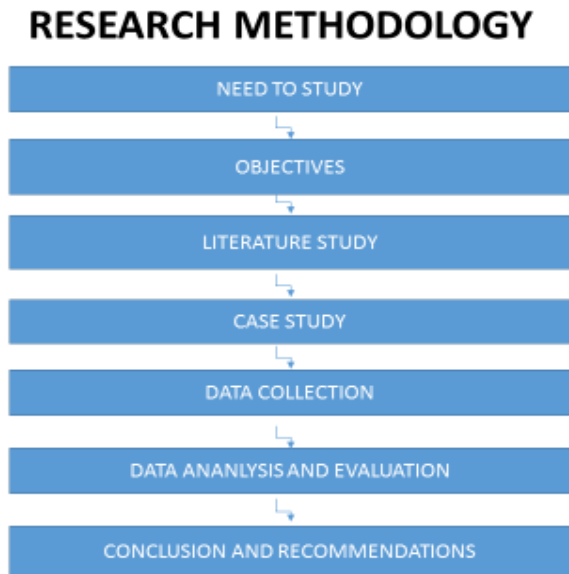 RESEARCH METHODOLOGY
NEED TO STUDY
OBJECTIVES
LITERATURE STUDY
CASE STUDY
DATA COLLECTION
DATA ANANLYSIS AND EVALUATION
CONCLUSION AND RECOMMENDATIONS